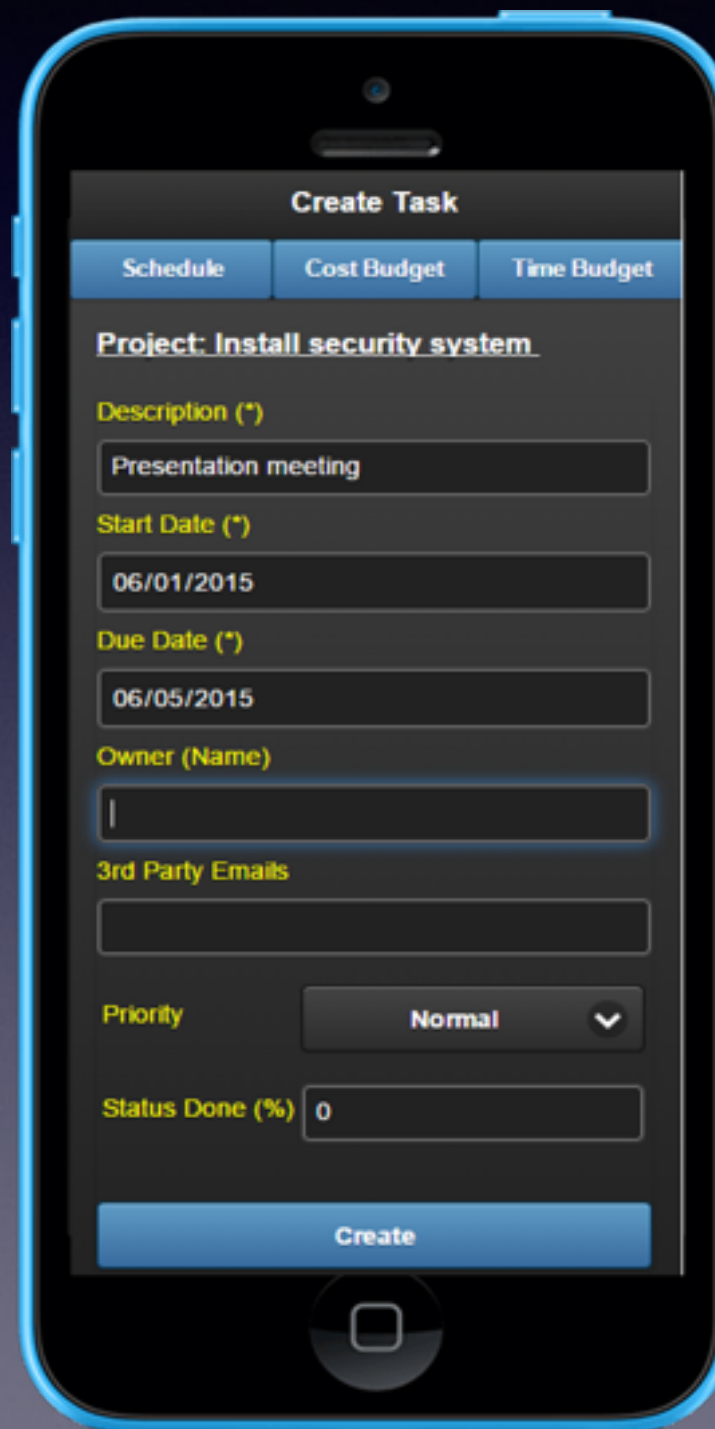 Create Task
Schedule Cost Budget Time Budget
Project: Install security system
Description (*)
Presentation meeting
Start Date (*)
06/01/2015
Due Date (*)
06/05/2015
Owner (Name)
3rd Party Emails
Priority Normal
Status Done (%) 0
Create